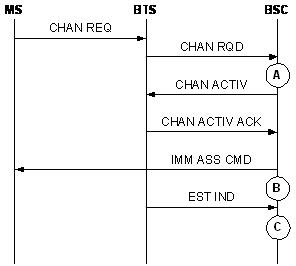 MS BTS BSC
CHAN REQ
CHAN RQD
A
CHAN ACTIV
CHAN ACTIV ACK
IMM ASS CMD
B
EST IND
C